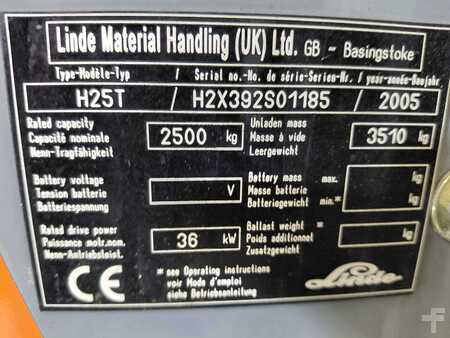 Linde Material Handling (UK) Ltd. GB - Basingstoke
Type-Modèle-Typ / Serial no.-No. de série-Serien-Nr. / year-année-Baujahr
H25T / H2X392S01185 / 2005
Rated capacity
Capacité nominale 2500 kg
Nenn-Tragfähigkeit
Unladen mass
Masse à vide 3510 kg
Leergewicht
Battery voltage
Tension batterie V
Batteriespannung
Battery mass max. kg
Masse batterie
Batteriegewicht min.* kg
Rated drive power
Puissance motr.nom. 36 kW
Nenn-Antriebsleist.
Ballast weight *
Poids additionnel kg
Zusatzgewicht
* see Operating instructions
voir Mode d'emploi
siehe Betriebsanleitung
Linde